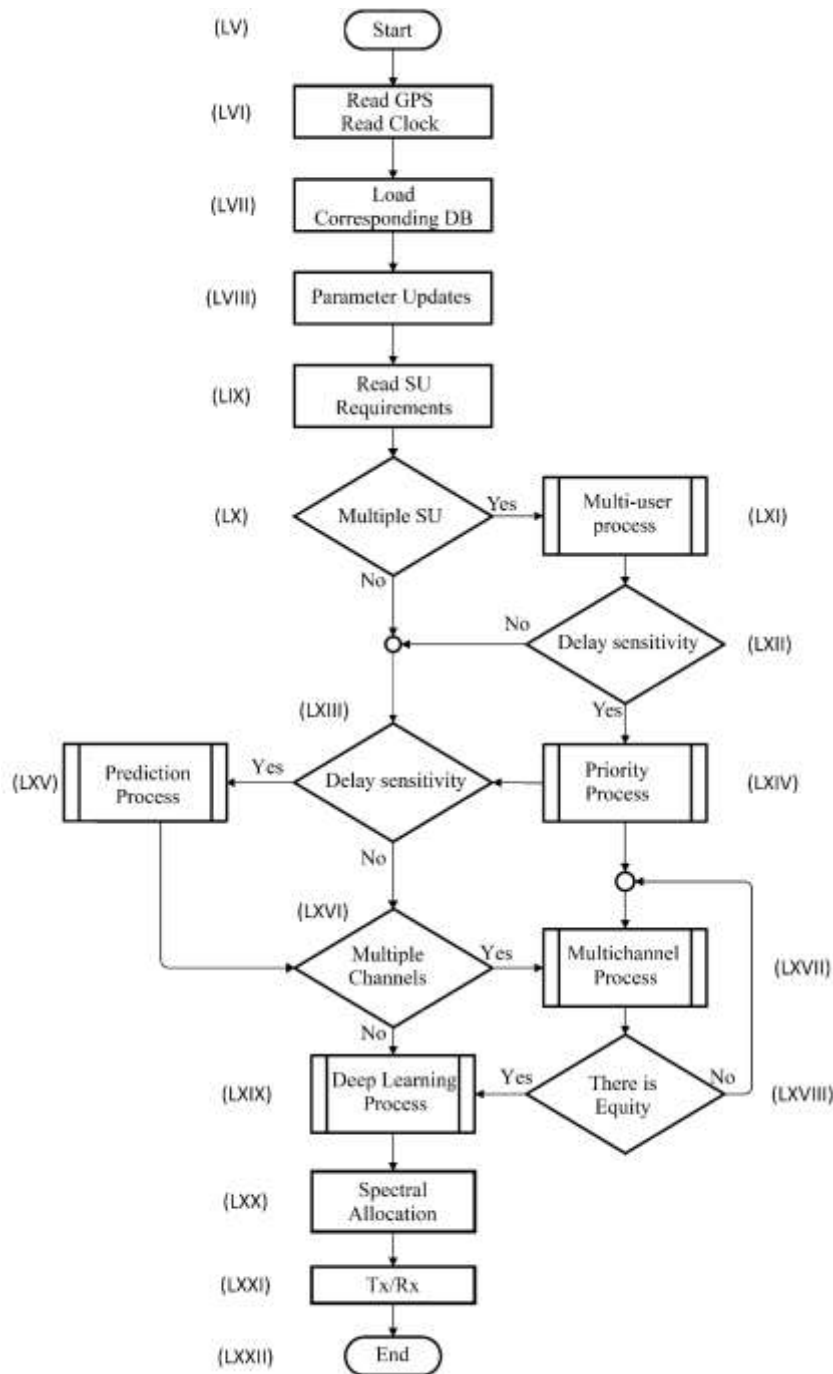 (LV)
Start
(LVI)
Read GPS
Read Clock
(LVII)
Load
Corresponding DB
(LVIII)
Parameter Updates
(LIX)
Read SU
Requirements
(LX)
Multiple SU
Yes
Multi-user
process
(LXI)
No
No
Delay sensitivity
(LXII)
Yes
(LXIII)
(LXV)
Prediction
Process
Yes
Delay sensitivity
Priority
Process
(LXIV)
No
(LXVI)
Multiple
Channels
Yes
Multichannel
Process
(LXVII)
No
(LXIX)
Deep Learning
Process
Yes
There is
Equity
No
(LXVIII)
(LXX)
Spectral
Allocation
(LXXI)
Tx/Rx
(LXXII)
End